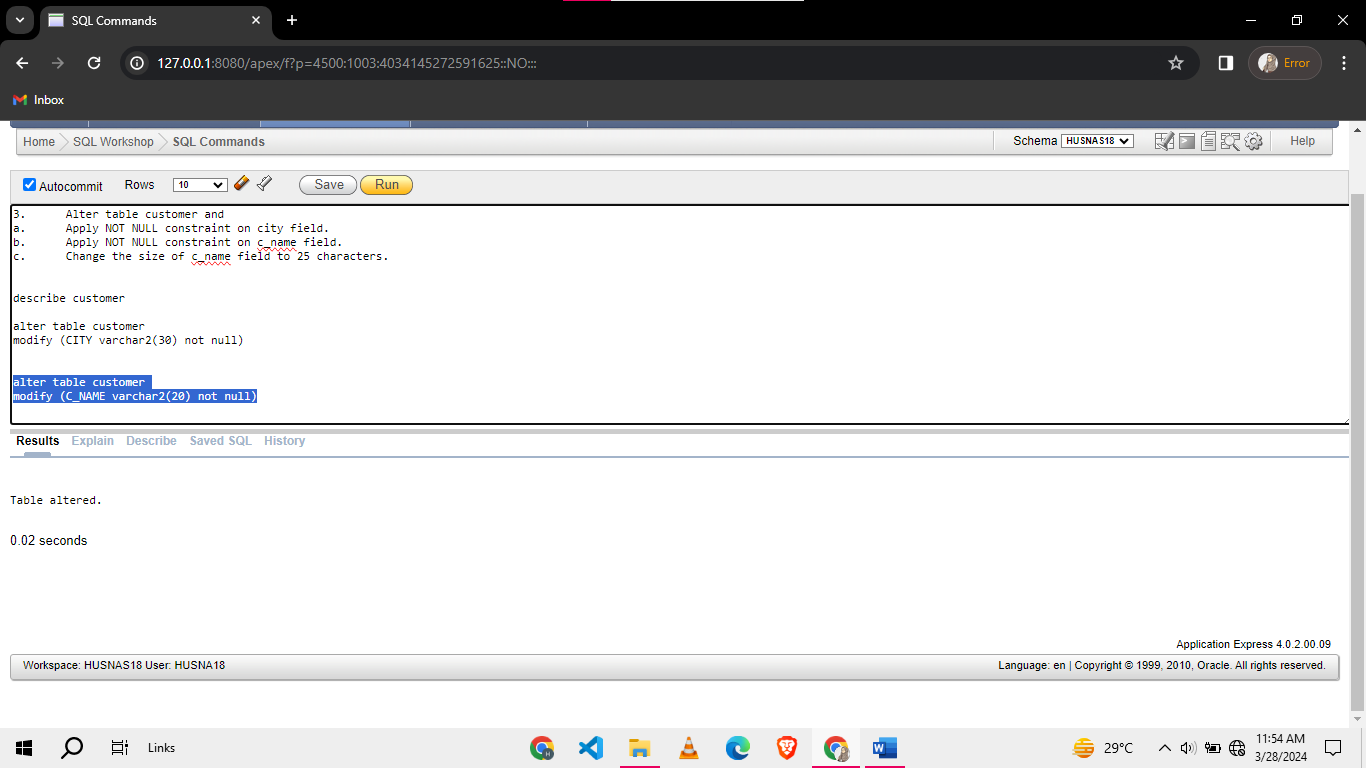 SQL Commands
127.0.0.1:8080/apex/f?p=4500:1003:4034145272591625::NO:::
Error
Inbox
Home SQL Workshop SQL Commands
Schema HUSNAS18 Help
Autocommit Rows 10 Save Run
3. Alter table customer and
a. Apply NOT NULL constraint on city field.
b. Apply NOT NULL constraint on c_name field.
c. Change the size of c_name field to 25 characters.
describe customer
alter table customer
modify (CITY varchar2(30) not null)
alter table customer
modify (C_NAME varchar2(20) not null)
Results Explain Describe Saved SQL History
Table altered.
0.02 seconds
Application Express 4.0.2.00.09
Workspace: HUSNAS18 User: HUSNA18
Language: en | Copyright © 1999, 2010, Oracle. All rights reserved.
Links
29°C
11:54 AM
3/28/2024